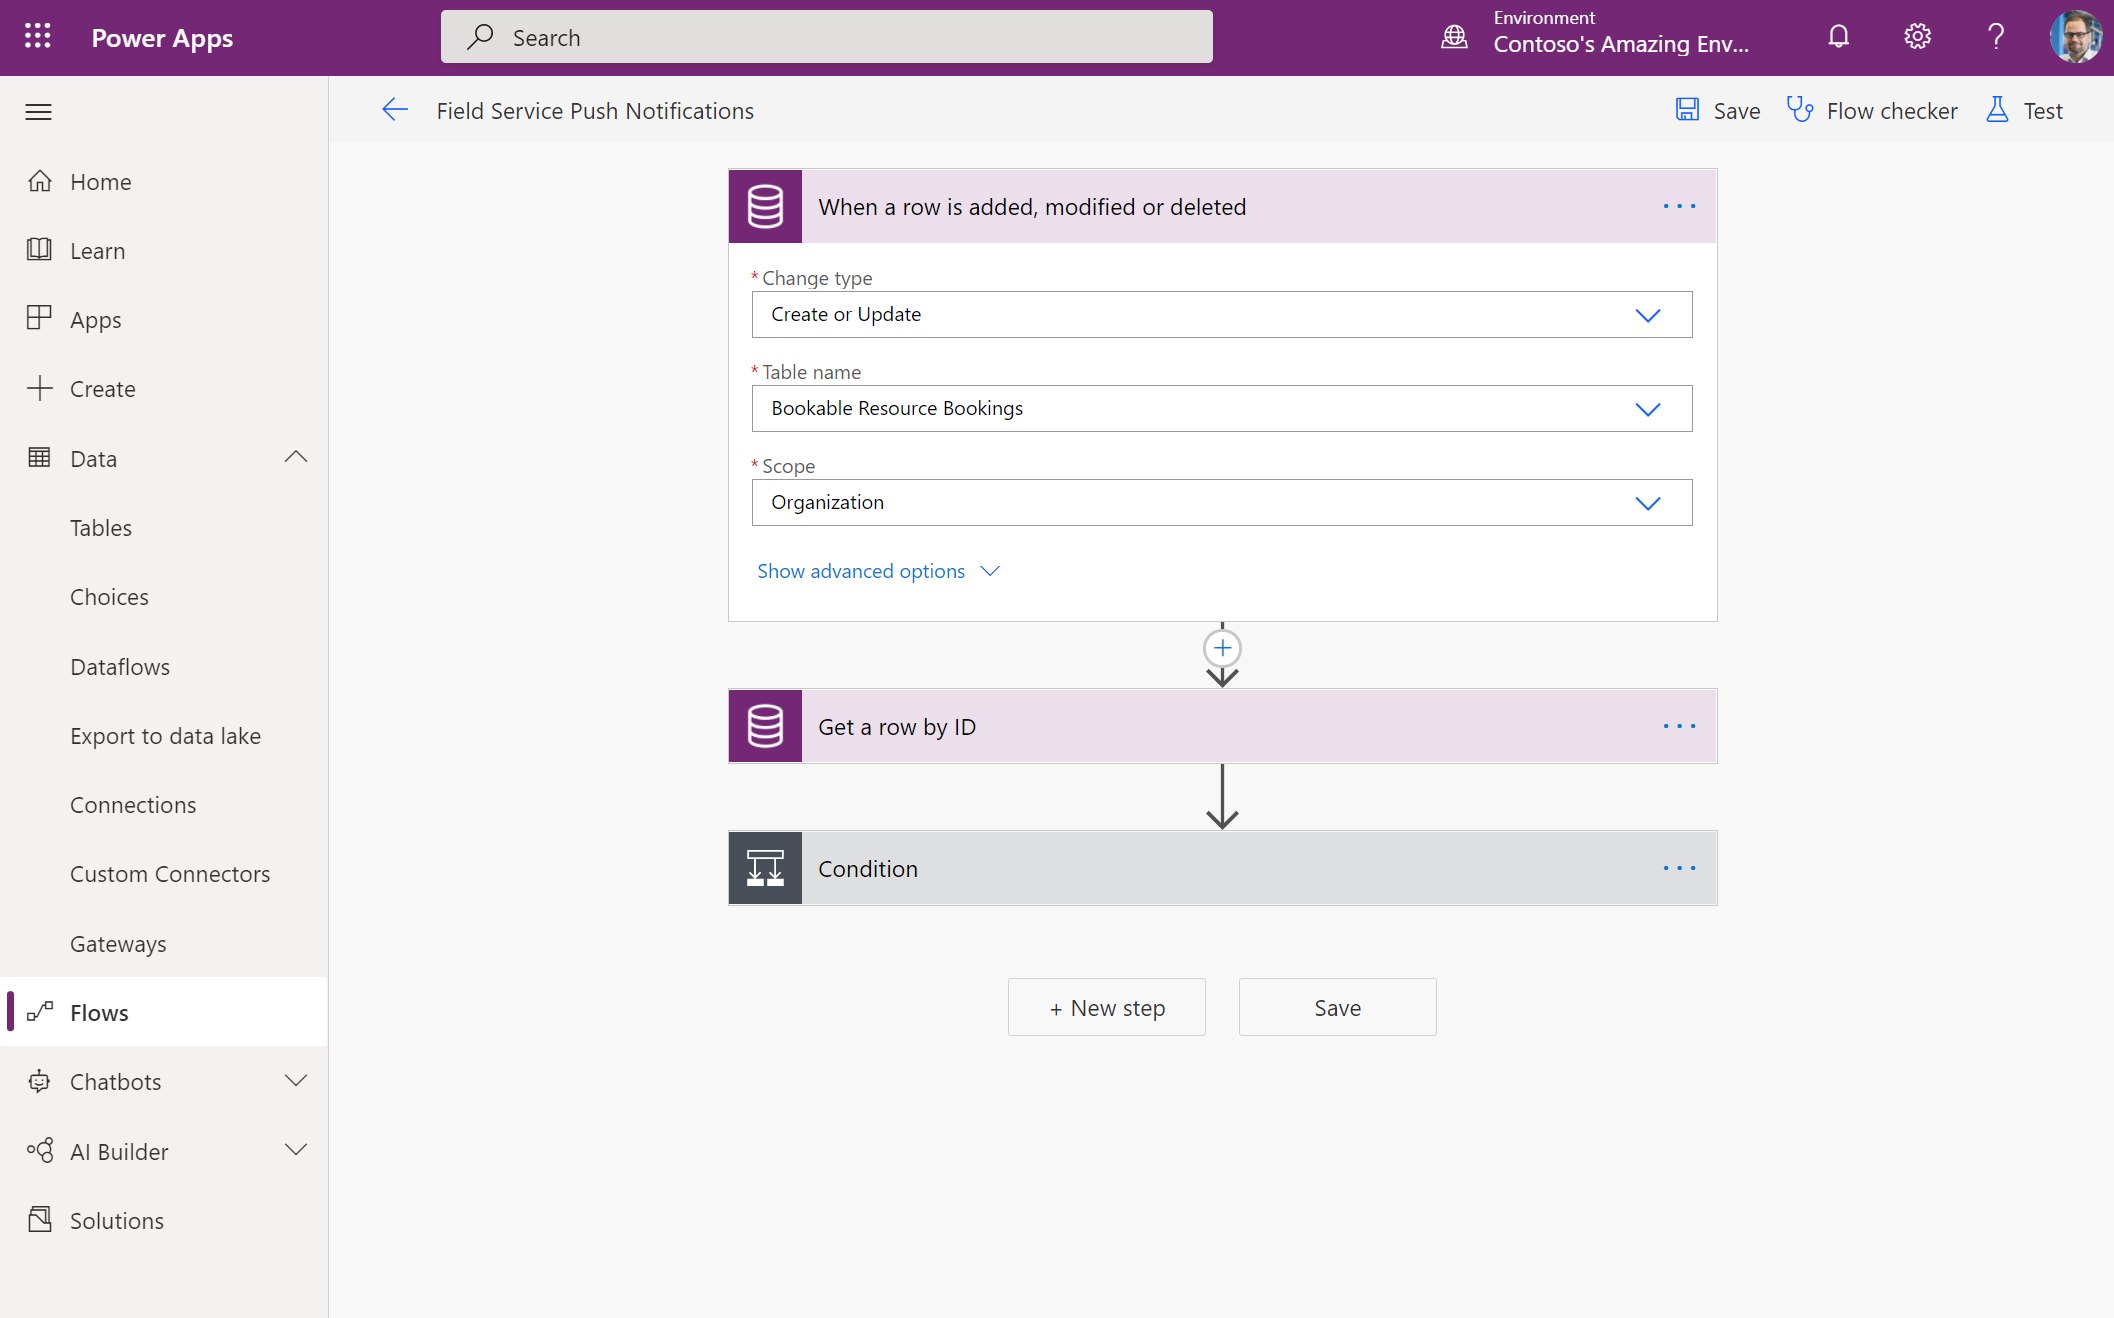 Power Apps
Search
Environment
Contoso's Amazing Env...
Field Service Push Notifications
Save
Flow checker
Test
Home
Learn
Apps
Create
Data
Tables
Choices
Dataflows
Export to data lake
Connections
Custom Connectors
Gateways
Flows
Chatbots
AI Builder
Solutions
When a row is added, modified or deleted
* Change type
Create or Update
* Table name
Bookable Resource Bookings
* Scope
Organization
Show advanced options
Get a row by ID
Condition
+ New step
Save